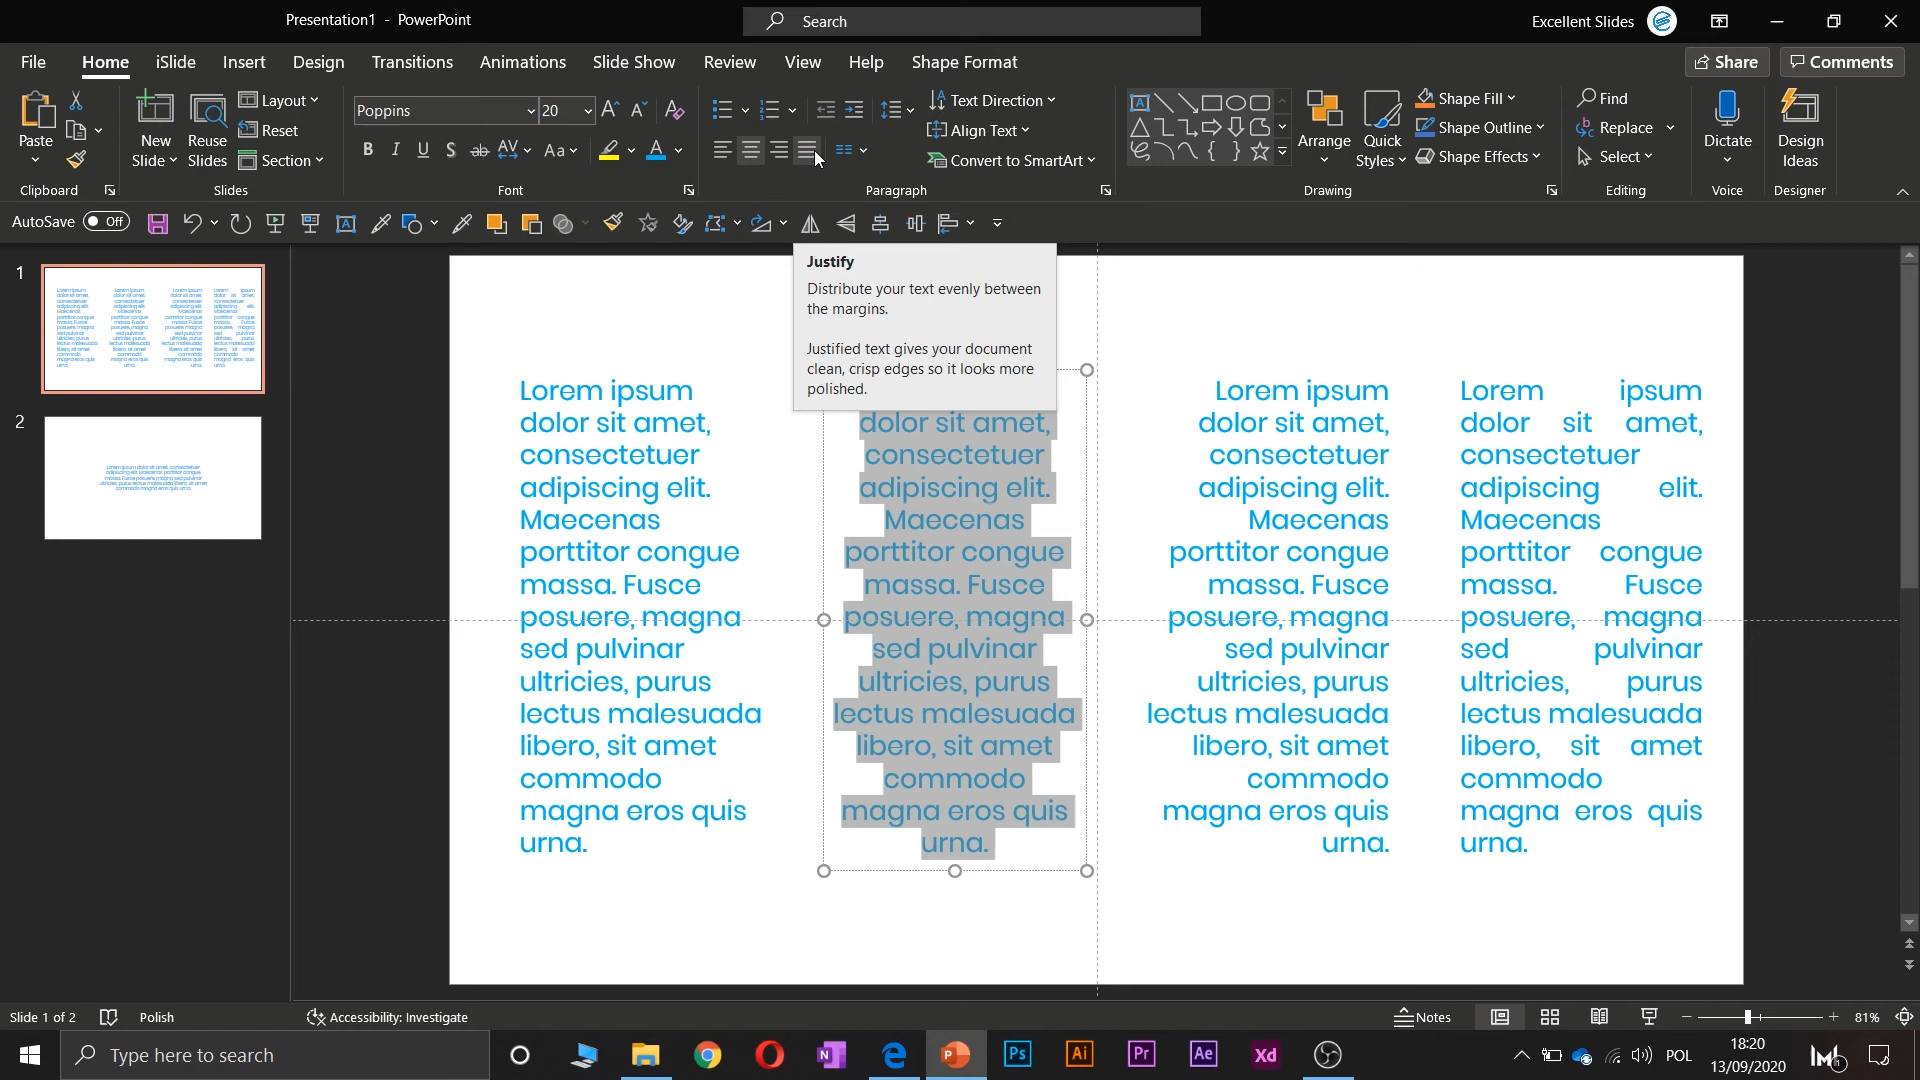 Presentation1 - PowerPoint
Search
Excellent Slides
File
Home
iSlide
Insert
Design
Transitions
Animations
Slide Show
Review
View
Help
Shape Format
Share
Comments
Paste
Clipboard
New
Slide
Reuse
Slides
Layout
Reset
Section
Slides
Poppins
20
B
I
U
S
ab
AV
Aa
A
Font
Text Direction
Align Text
Convert to SmartArt
Paragraph
Arrange
Quick
Styles
Shape Fill
Shape Outline
Shape Effects
Drawing
Find
Replace
Select
Editing
Dictate
Voice
Design
Ideas
Designer
AutoSave
Off
Justify
Distribute your text evenly between
the margins.
Justified text gives your document
clean, crisp edges so it looks more
polished.
1
2
Lorem ipsum
dolor sit amet,
consectetuer
adipiscing elit.
Maecenas
porttitor congue
massa. Fusce
posuere, magna
sed pulvinar
ultricies, purus
lectus malesuada
libero, sit amet
commodo
magna eros quis
urna.
dolor sit amet,
consectetuer
adipiscing elit.
Maecenas
porttitor congue
massa. Fusce
posuere, magna
sed pulvinar
ultricies, purus
lectus malesuada
libero, sit amet
commodo
magna eros quis
urna.
Lorem ipsum
dolor sit amet,
consectetuer
adipiscing elit.
Maecenas
porttitor congue
massa. Fusce
posuere, magna
sed pulvinar
ultricies, purus
lectus malesuada
libero, sit amet
commodo
magna eros quis
urna.
Lorem ipsum
dolor sit amet,
consectetuer
adipiscing elit.
Maecenas
porttitor congue
massa. Fusce
posuere, magna
sed pulvinar
ultricies, purus
lectus malesuada
libero, sit amet
commodo
magna eros quis
urna.
Slide 1 of 2
Polish
Accessibility: Investigate
Notes
81%
Type here to search
Ps
Ai
Pr
Ae
Xd
POL
18:20
13/09/2020